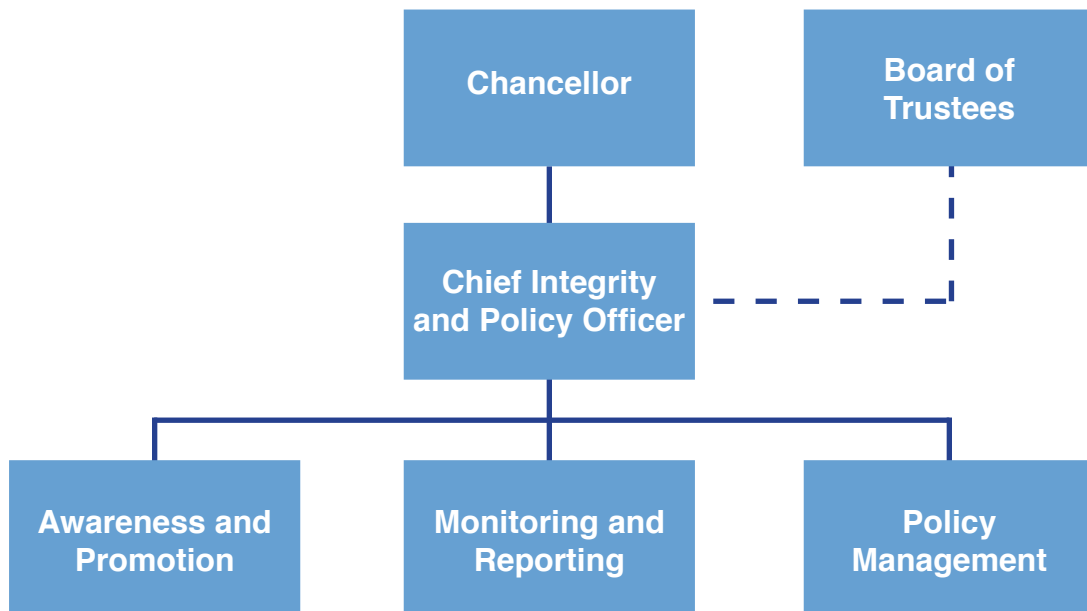 Chancellor
Board of
Trustees
Chief Integrity
and Policy Officer
Awareness and
Promotion
Monitoring and
Reporting
Policy
Management